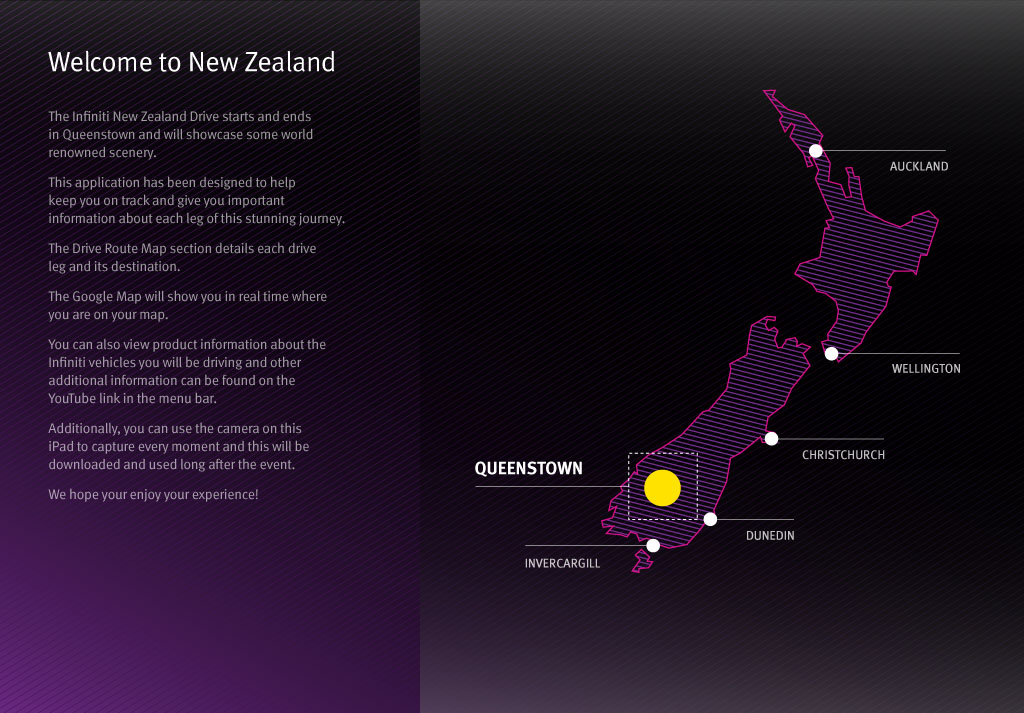 Welcome to New Zealand
The Infiniti New Zealand Drive starts and ends
in Queenstown and will showcase some world
renowned scenery.
This application has been designed to help
keep you on track and give you important
information about each leg of this stunning journey.
The Drive Route Map section details each drive
leg and its destination.
The Google Map will show you in real time where
you are on your map.
You can also view product information about the
Infiniti vehicles you will be driving and other
additional information can be found on the
YouTube link in the menu bar.
Additionally, you can use the camera on this
iPad to capture every moment and this will be
downloaded and used long after the event.
We hope your enjoy your experience!
AUCKLAND
WELLINGTON
CHRISTCHURCH
QUEENSTOWN
DUNEDIN
INVERCARGILL